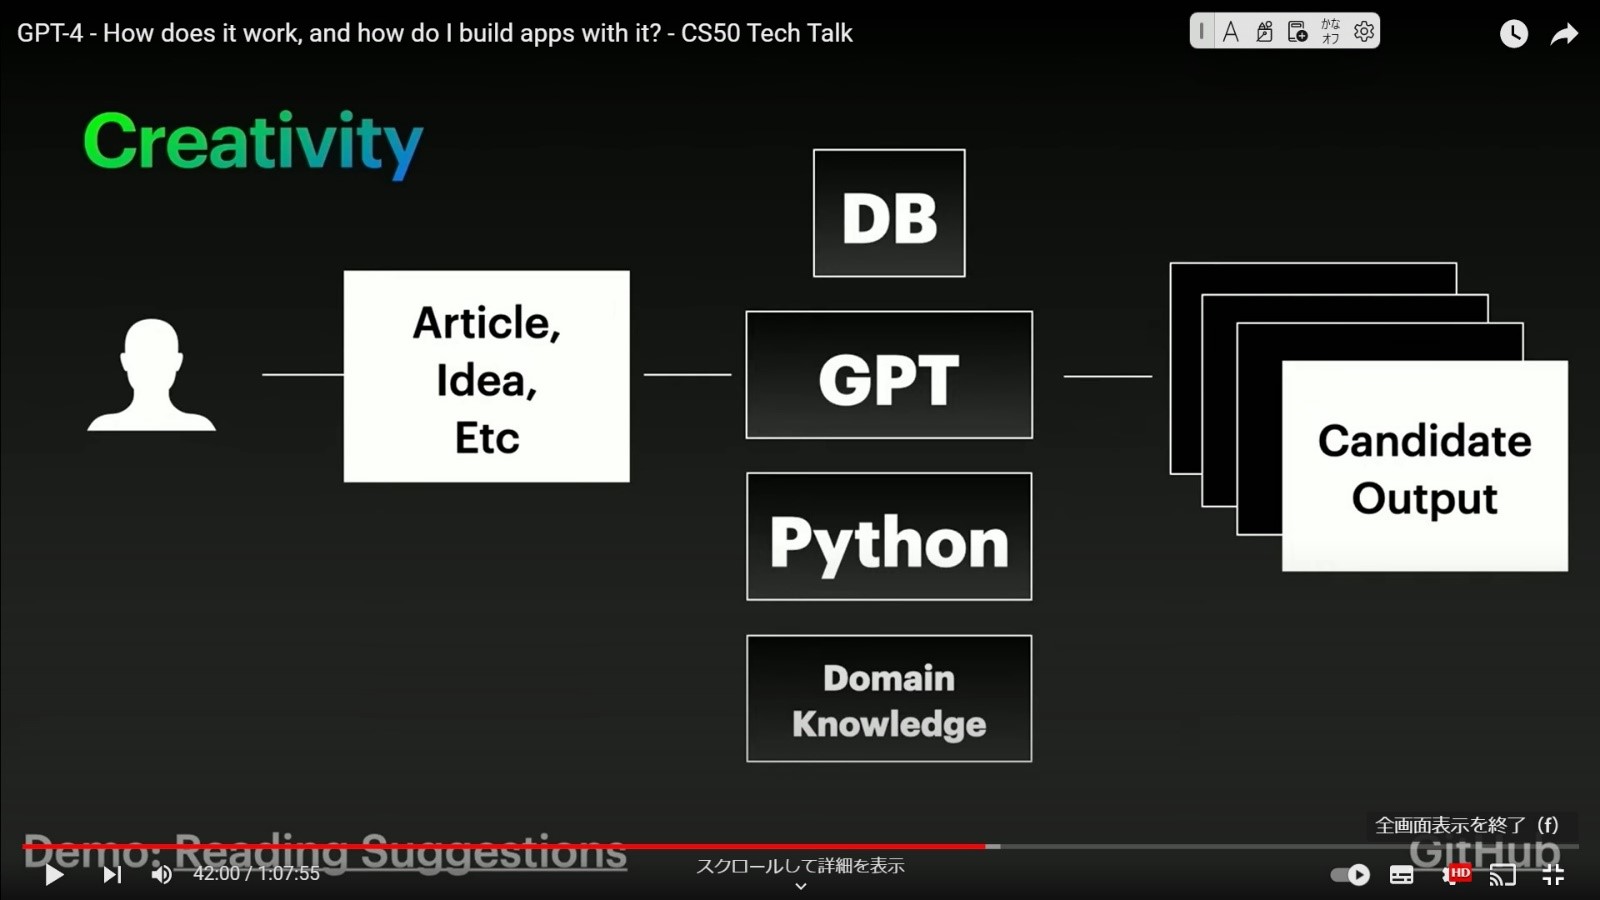 GPT-4 - How does it work, and how do I build apps with it? - CS50 Tech Talk
A
かな
オフ
Creativity
DB
Article,
Idea,
Etc
GPT
Candidate
Output
Python
Domain
Knowledge
全画面表示を終了 (f)
Demo: Reading Suggestions
GitHub
スクロールして詳細を表示
42:00 / 1:07:55
HD